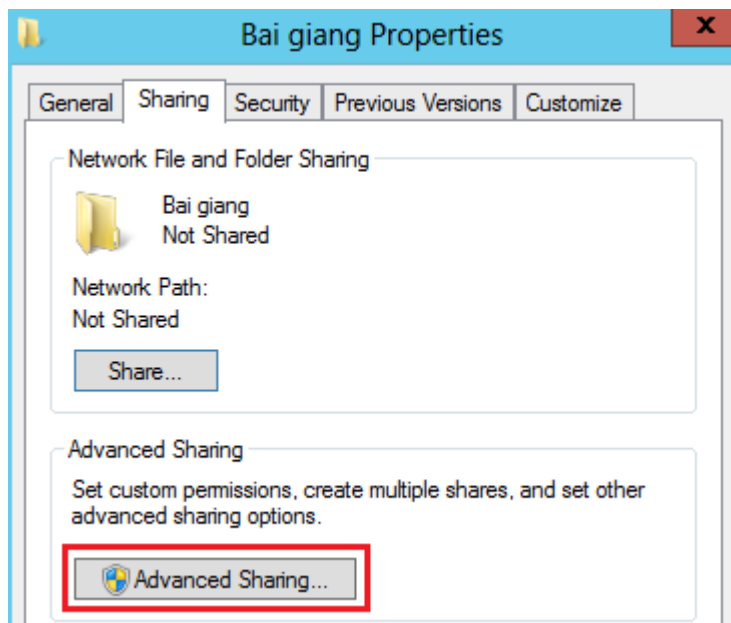 Bai giang Properties
x
General Sharing Security Previous Versions Customize
Network File and Folder Sharing
Bai giang
Not Shared
Network Path:
Not Shared
Share...
Advanced Sharing
Set custom permissions, create multiple shares, and set other
advanced sharing options.
Advanced Sharing...